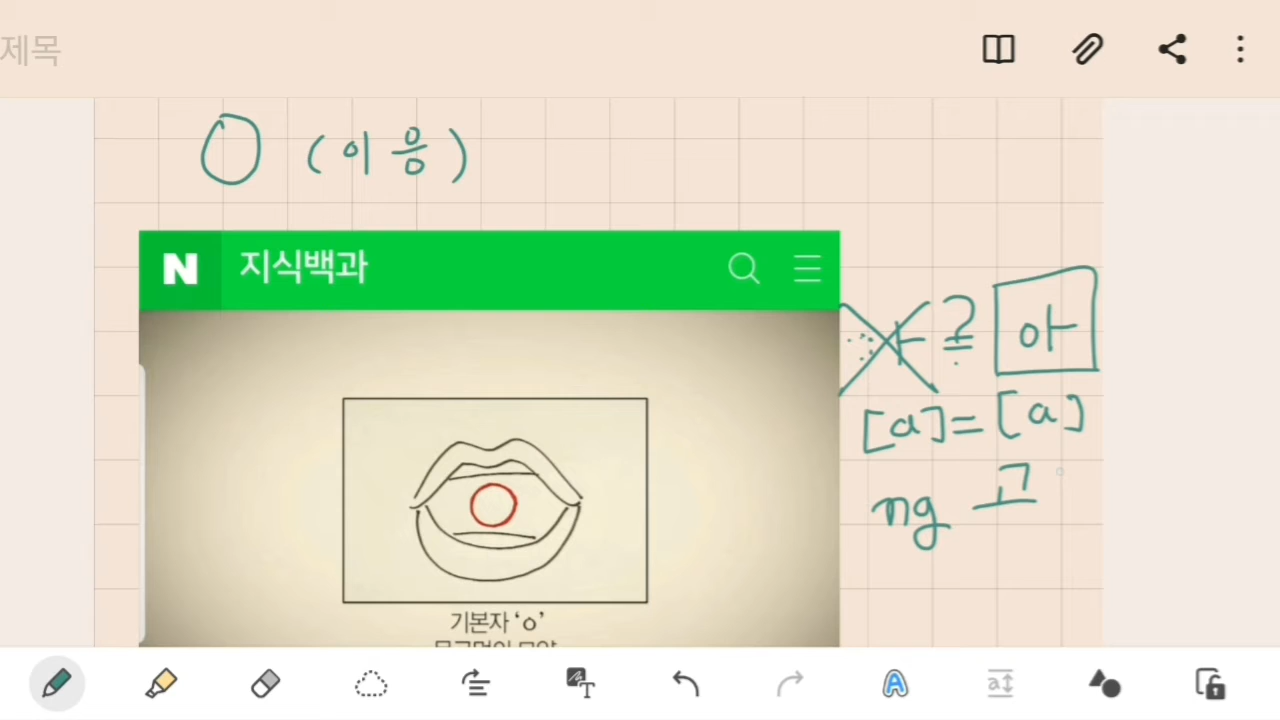 제목
ㅇ (이응)
N 지식백과
ㅏ = ? 아
[a] = [a]
ng 고
기본자 ‘ㅇ’